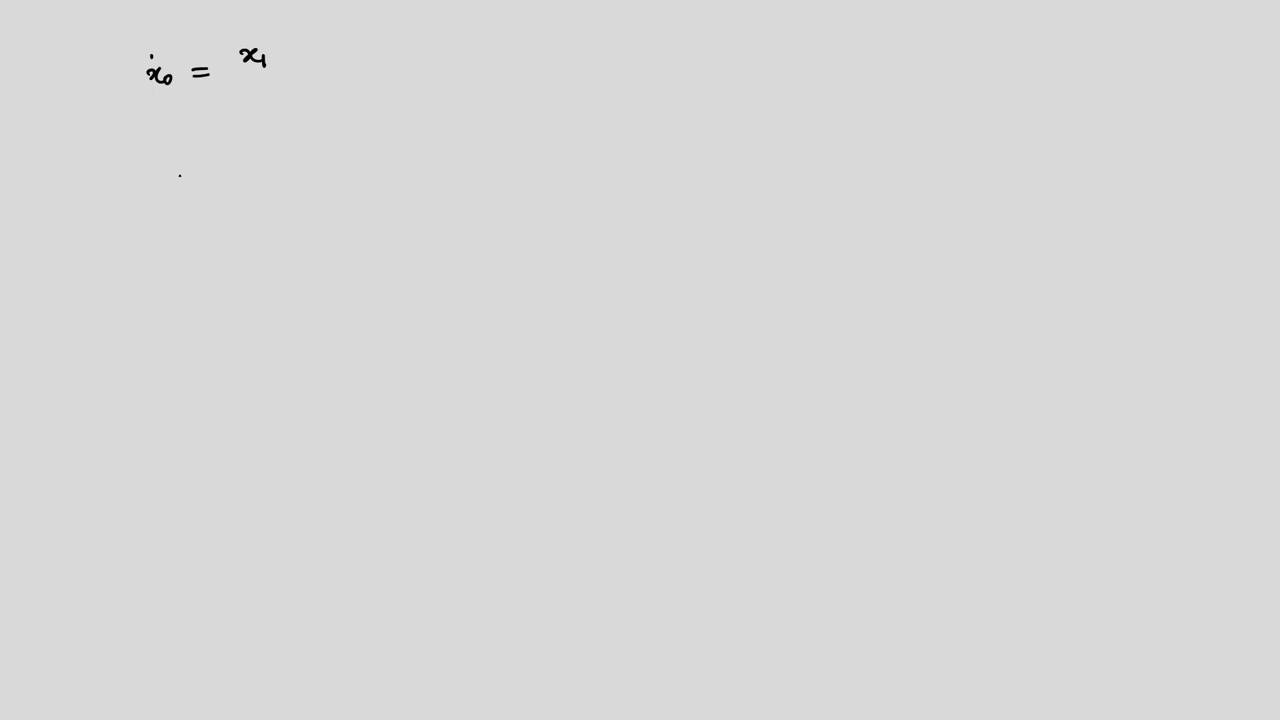 ẋ₀ = x₁